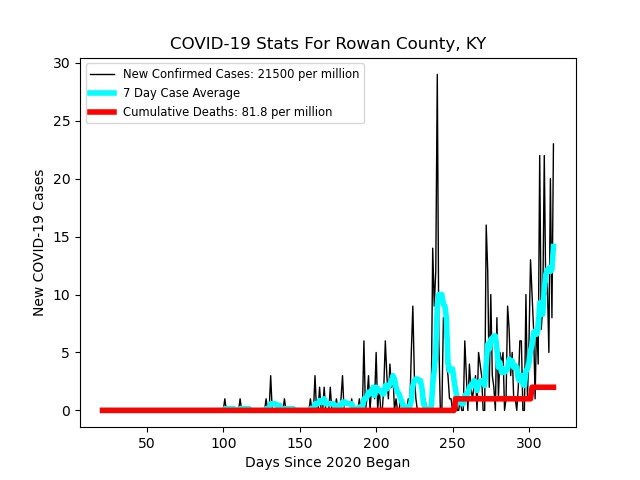 COVID-19 Stats For Rowan County, KY
New Confirmed Cases: 21500 per million
7 Day Case Average
Cumulative Deaths: 81.8 per million
New COVID-19 Cases
30
25
20
15
10
5
0
50 100 150 200 250 300
Days Since 2020 Began